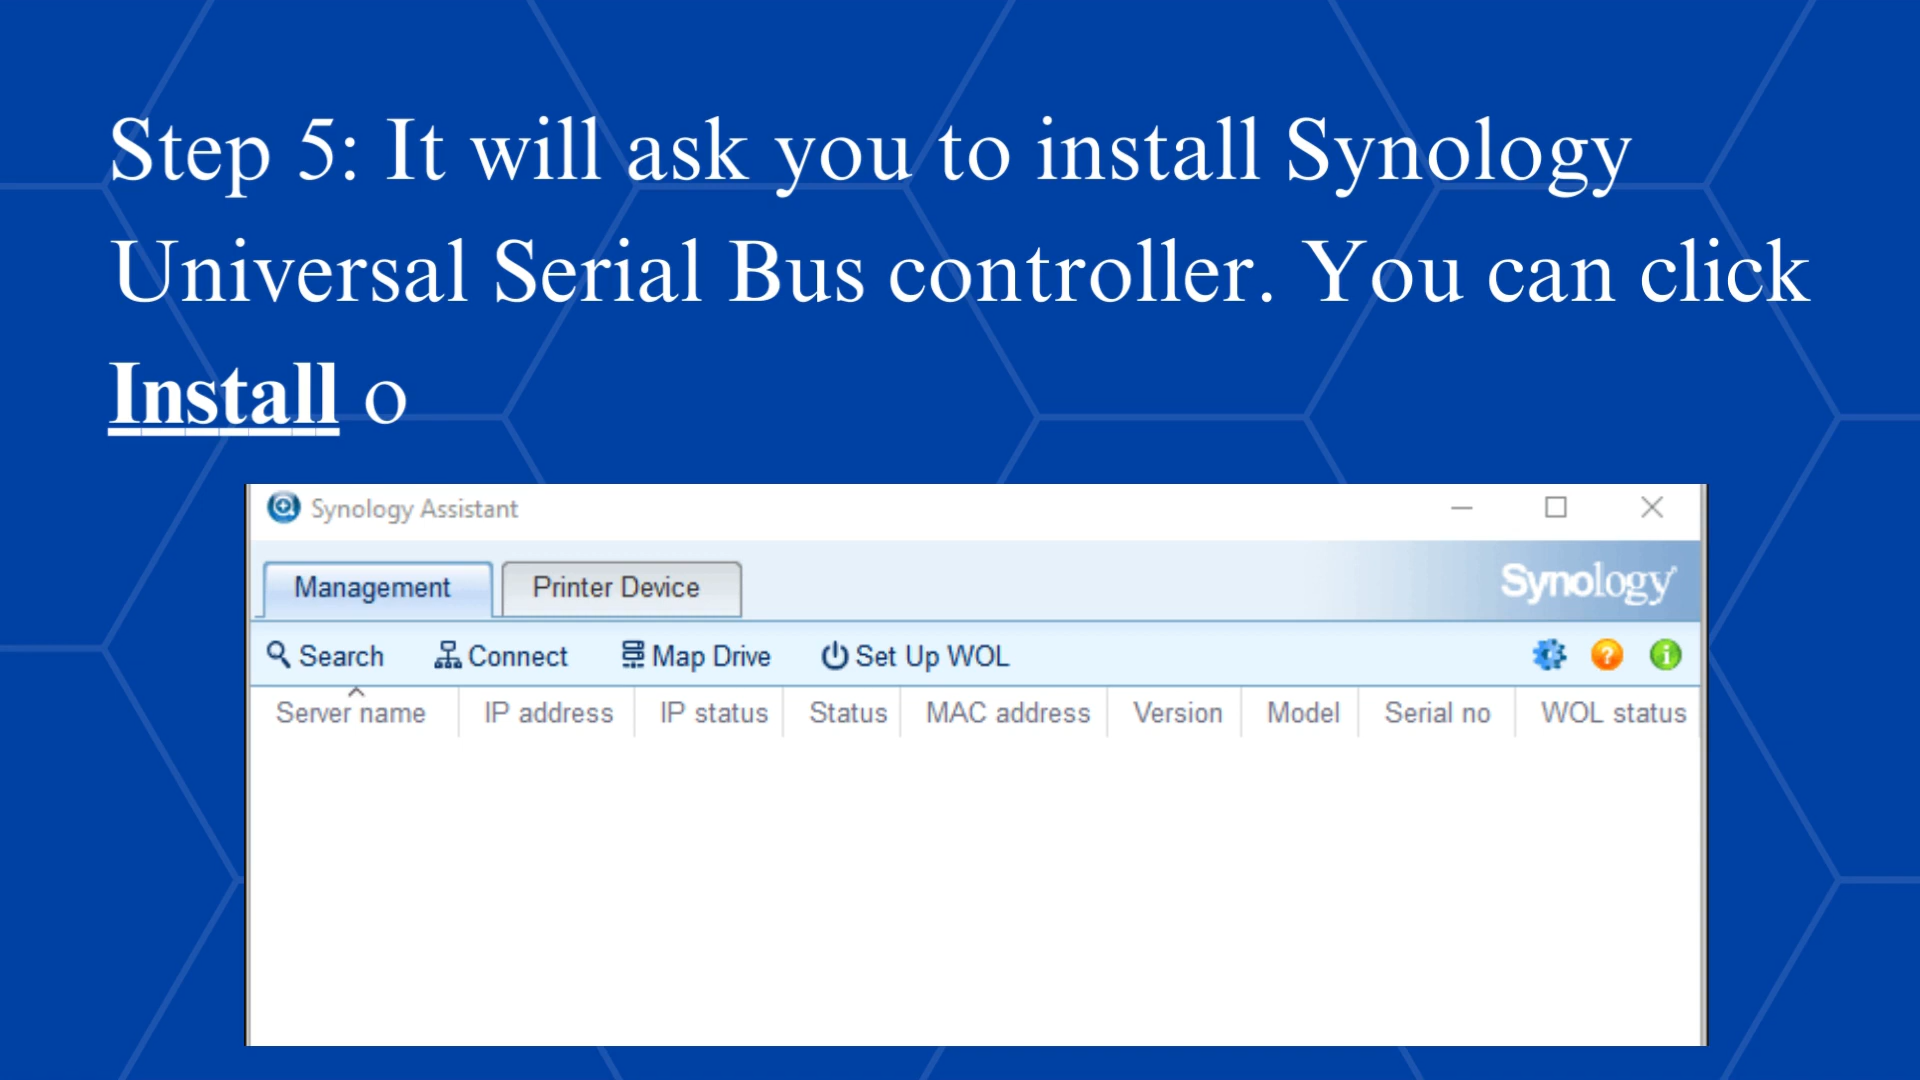 Step 5: It will ask you to install Synology
Universal Serial Bus controller. You can click
Install o
Synology Assistant
Management Printer Device Synology
Search Connect Map Drive Set Up WOL
Server name IP address IP status Status MAC address Version Model Serial no WOL status